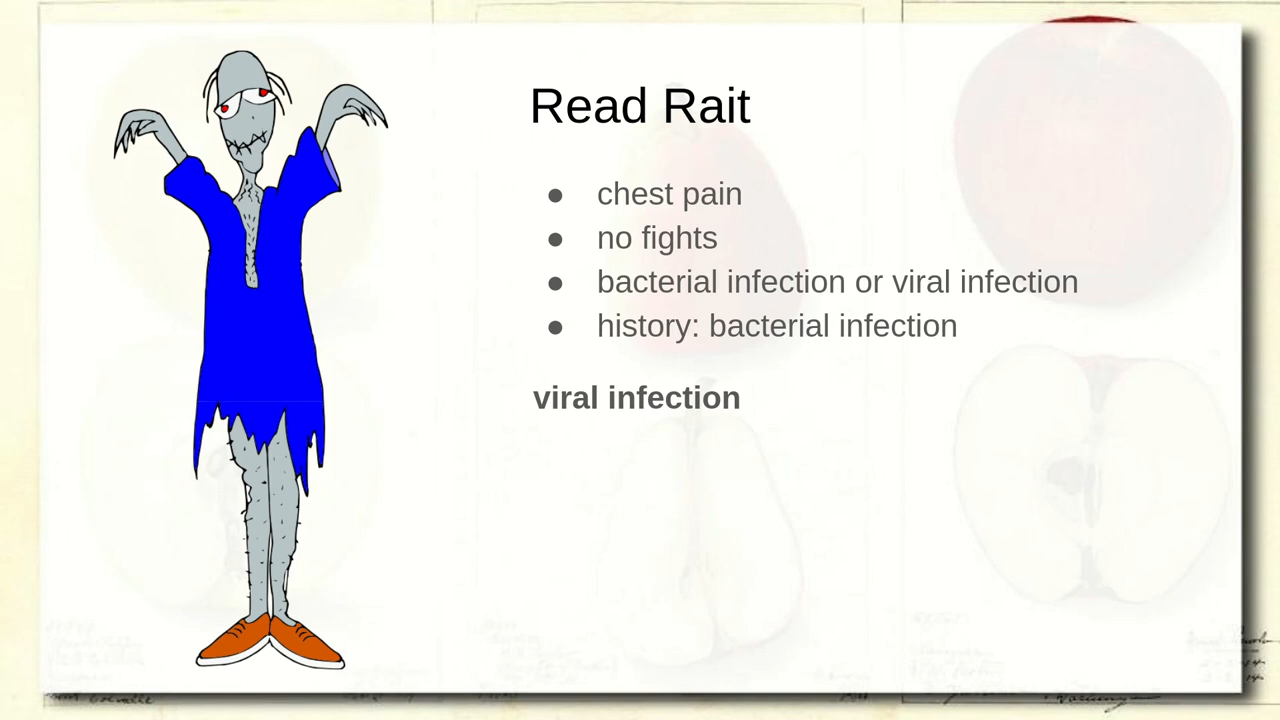 Read Rait
● chest pain
● no fights
● bacterial infection or viral infection
● history: bacterial infection
viral infection